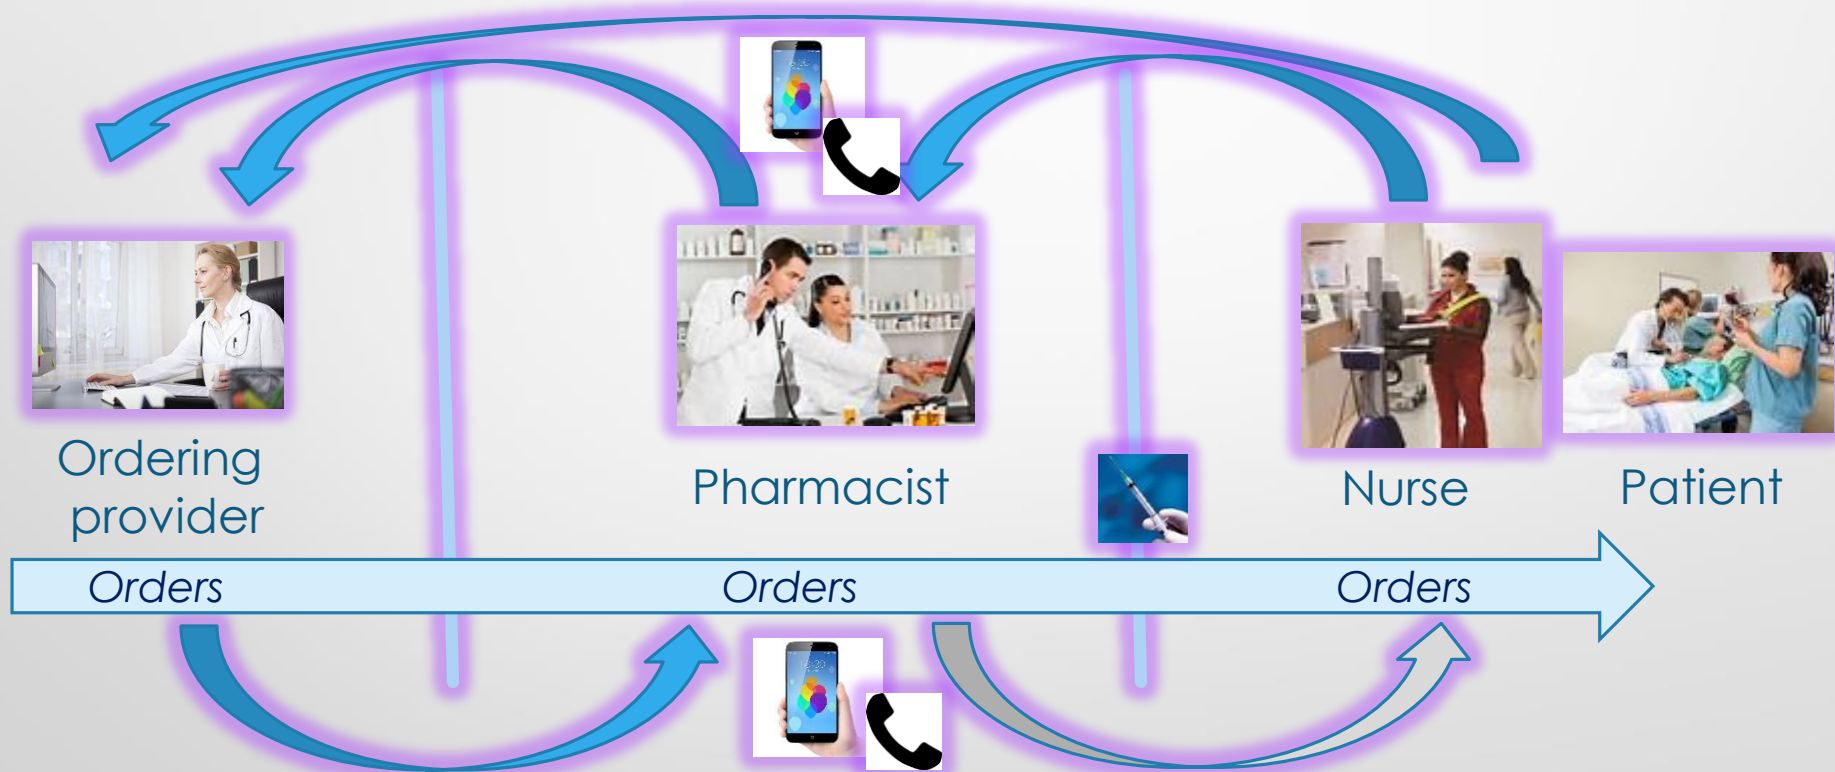 Ordering
provider
Pharmacist
Nurse
Patient
Orders
Orders
Orders